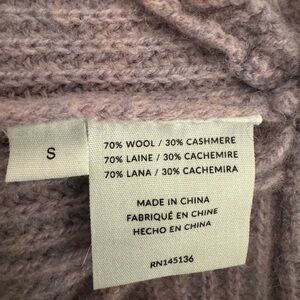 S
70% WOOL / 30% CASHMERE
70% LAINE / 30% CACHEMIRE
70% LANA / 30% CACHEMIRA
MADE IN CHINA
FABRIQUÉ EN CHINE
HECHO EN CHINA
RN145136